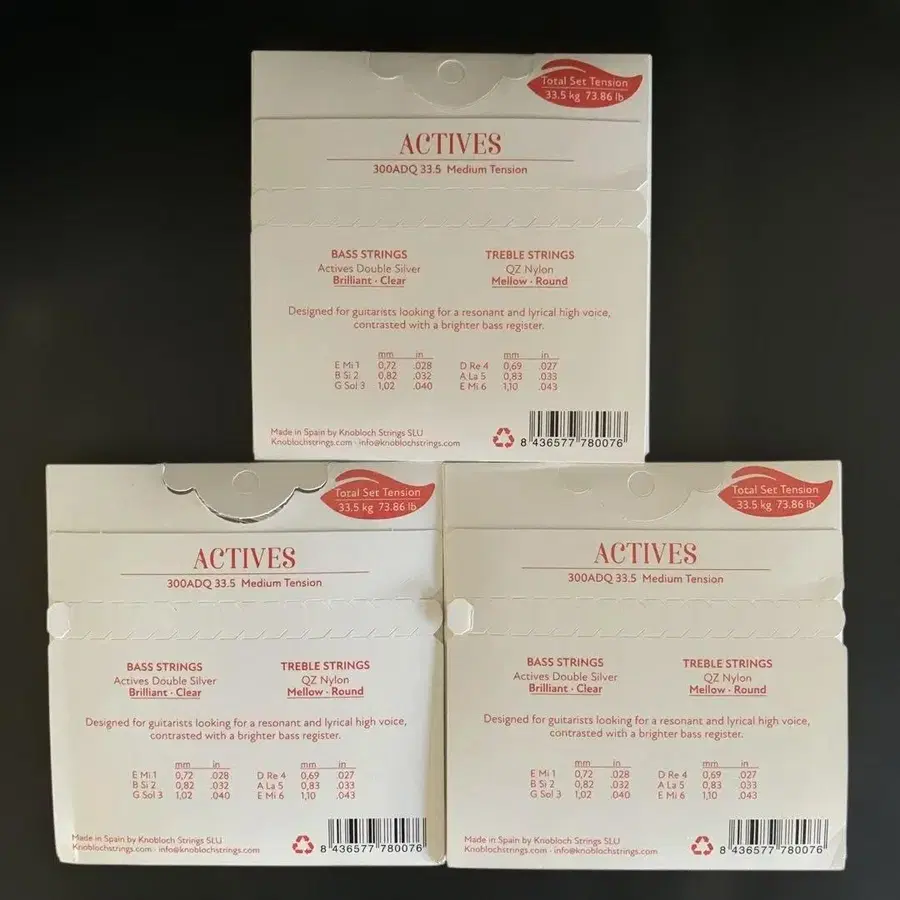 Total Set Tension
33.5 kg 73.86 lb
ACTIVES
300ADQ 33.5 Medium Tension
BASS STRINGS TREBLE STRINGS
Actives Double Silver QZ Nylon
Brilliant · Clear Mellow · Round
Designed for guitarists looking for a resonant and lyrical high voice,
contrasted with a brighter bass register.
mm in mm in
E Mi 1 0,72 .028 D Re 4 0,69 .027
B Si 2 0,82 .032 A La 5 0,83 .033
G Sol 3 1,02 .040 E Mi 6 1,10 .043
Made in Spain by Knobloch Strings SLU
Knoblochstrings.com · info@knoblochstrings.com
8 436577 780076
Total Set Tension
33.5 kg 73.86 lb
ACTIVES
300ADQ 33.5 Medium Tension
BASS STRINGS TREBLE STRINGS
Actives Double Silver QZ Nylon
Brilliant · Clear Mellow · Round
Designed for guitarists looking for a resonant and lyrical high voice,
contrasted with a brighter bass register.
mm in mm in
E Mi 1 0,72 .028 D Re 4 0,69 .027
B Si 2 0,82 .032 A La 5 0,83 .033
G Sol 3 1,02 .040 E Mi 6 1,10 .043
Made in Spain by Knobloch Strings SLU
Knoblochstrings.com · info@knoblochstrings.com
8 436577 780076
Total Set Tension
33.5 kg 73.86 lb
ACTIVES
300ADQ 33.5 Medium Tension
BASS STRINGS TREBLE STRINGS
Actives Double Silver QZ Nylon
Brilliant · Clear Mellow · Round
Designed for guitarists looking for a resonant and lyrical high voice,
contrasted with a brighter bass register.
mm in mm in
E Mi 1 0,72 .028 D Re 4 0,69 .027
B Si 2 0,82 .032 A La 5 0,83 .033
G Sol 3 1,02 .040 E Mi 6 1,10 .043
Made in Spain by Knobloch Strings SLU
Knoblochstrings.com · info@knoblochstrings.com
8 436577 780076